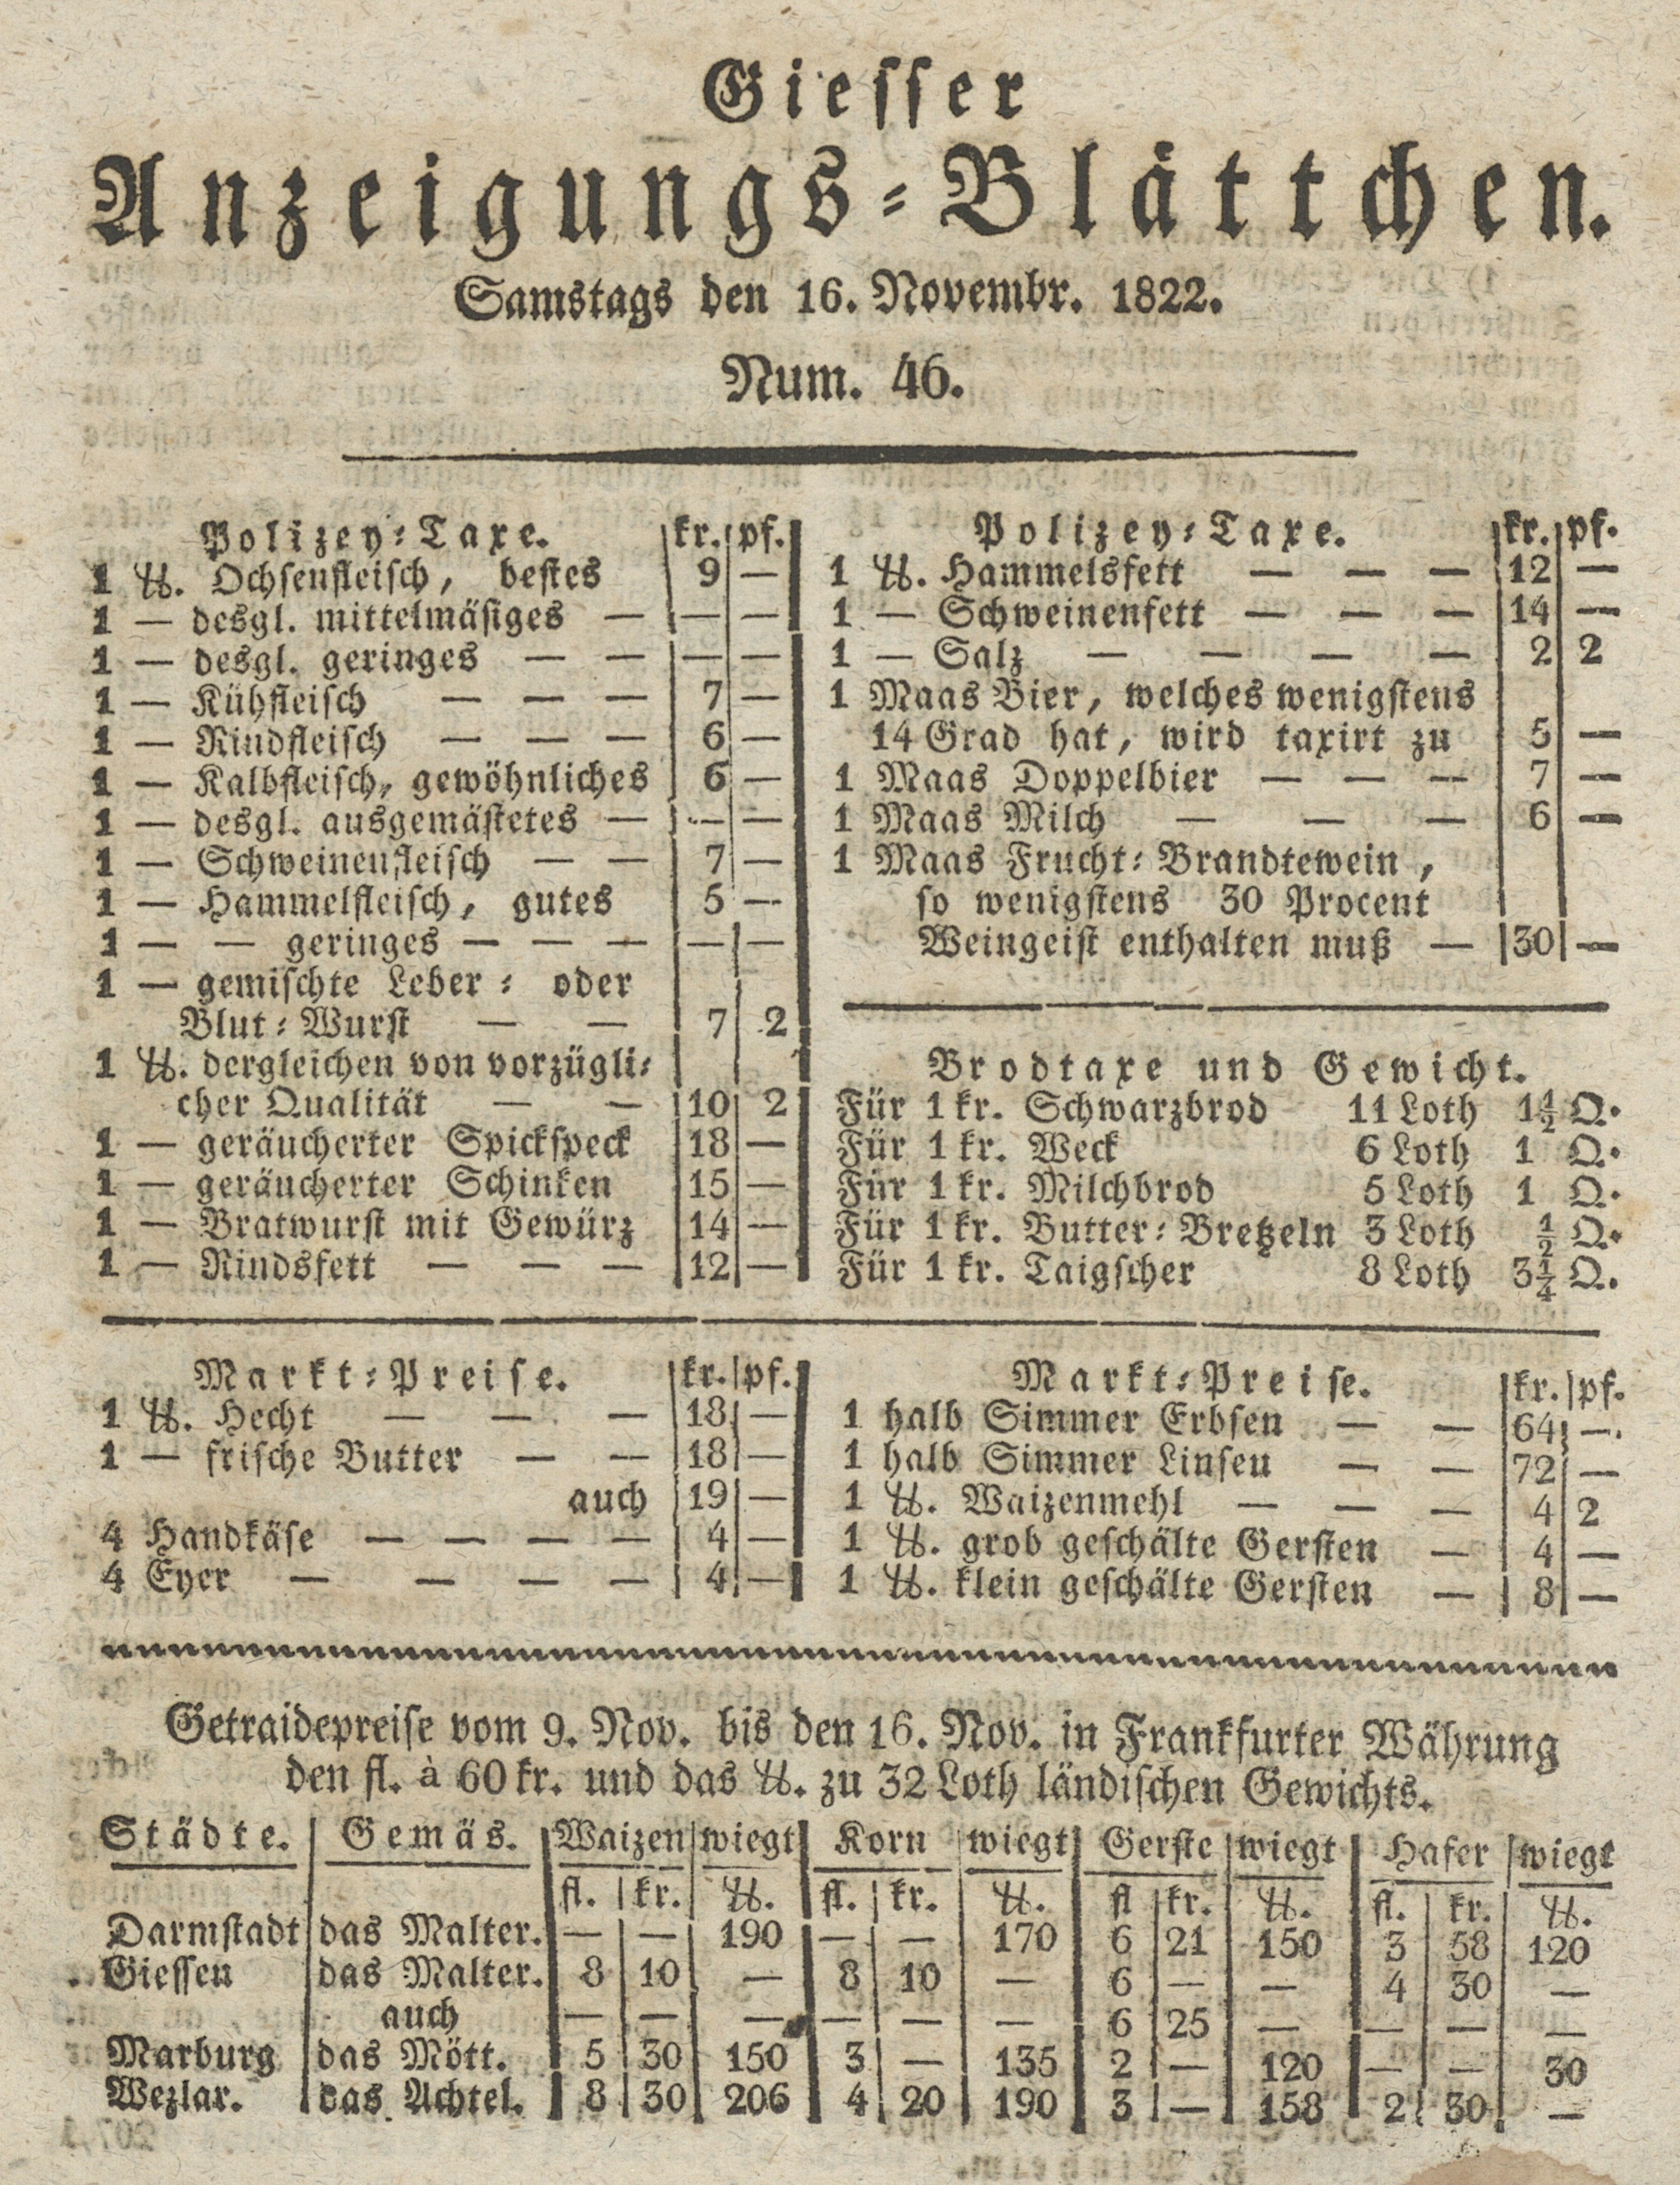 Giesser
Anzeigungs-Blättchen.
Samstags den 16. Novembr. 1822.
Num. 46.
Polizey-Taxe. kr. pf.
1 ℔. Ochsenfleisch, bestes 9 —
1 — desgl. mittelmäsiges — — —
1 — desgl. geringes — — — —
1 — Kühfleisch — — — 7 —
1 — Rindfleisch — — — 6 —
1 — Kalbfleisch, gewöhnliches 6 —
1 — desgl. ausgemästetes — — —
1 — Schweinenfleisch — — 7 —
1 — Hammelfleisch, gutes 5 —
1 — — geringes — — — — —
1 — gemischte Leber- oder
Blut-Wurst — — 7 2
1 ℔. dergleichen von vorzügli-
cher Qualität — — 10 2
1 — geräucherter Spickspeck 18 —
1 — geräucherter Schinken 15 —
1 — Bratwurst mit Gewürz 14 —
1 — Rindsfett — — — 12 —
Polizey-Taxe. kr. pf.
1 ℔. Hammelsfett — — — 12 —
1 — Schweinenfett — — — 14 —
1 — Salz — — — — 2 2
1 Maas Bier, welches wenigstens
14 Grad hat, wird taxirt zu 5 —
1 Maas Doppelbier — — — 7 —
1 Maas Milch — — — 6 —
1 Maas Frucht-Brandtewein,
so wenigstens 30 Procent
Weingeist enthalten muß — 30 —
Brodtaxe und Gewicht.
Für 1 kr. Schwarzbrod 11 Loth 1½ Q.
Für 1 kr. Weck 6 Loth 1 Q.
Für 1 kr. Milchbrod 5 Loth 1 Q.
Für 1 kr. Butter-Bretzeln 3 Loth ½ Q.
Für 1 kr. Taigscher 8 Loth 3¼ Q.
Markt-Preise. kr. pf.
1 ℔. Hecht — — — 18 —
1 — frische Butter — — 18 —
auch 19 —
4 Handkäse — — — — 4 —
4 Eyer — — — — 4 —
Markt-Preise. kr. pf.
1 halb Simmer Erbsen — — 64 —
1 halb Simmer Linsen — — 72 —
1 ℔. Waizenmehl — — — 4 2
1 ℔. grob geschälte Gersten — 4 —
1 ℔. klein geschälte Gersten — 8 —
Getraidepreise vom 9. Nov. bis den 16. Nov. in Frankfurter Währung
den fl. à 60 kr. und das ℔. zu 32 Loth ländischen Gewichts.
Städte. Gemäs. Waizen wiegt Korn wiegt Gerste wiegt Hafer wiegt
fl. kr. ℔. fl. kr. ℔. fl kr. ℔. fl. kr. ℔.
Darmstadt das Malter. — — 190 — — 170 6 21 150 3 58 120
Giessen das Malter. 8 10 — 8 10 — 6 — — 4 30 —
auch — — — — — — 6 25 — — — —
Marburg das Mött. 5 30 150 3 — 135 2 — 120 — — 30
Wezlar. das Achtel. 8 30 206 4 20 190 3 — 158 2 30 —